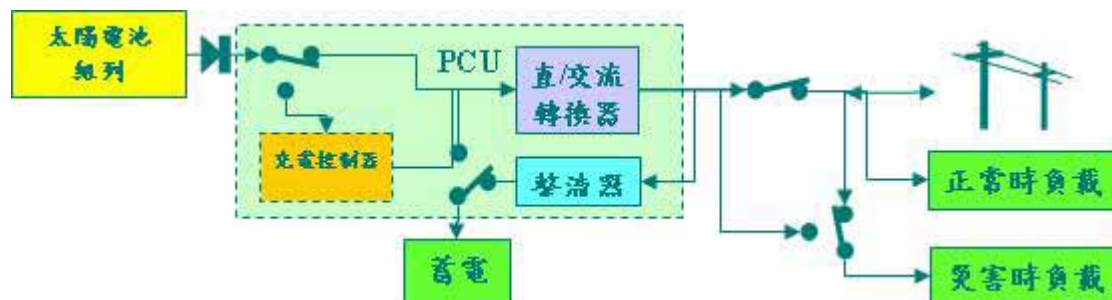 太陽電池
組列
PCU
直/交流
轉換器
充電控制器
整流器
蓄電
正常時負載
災害時負載